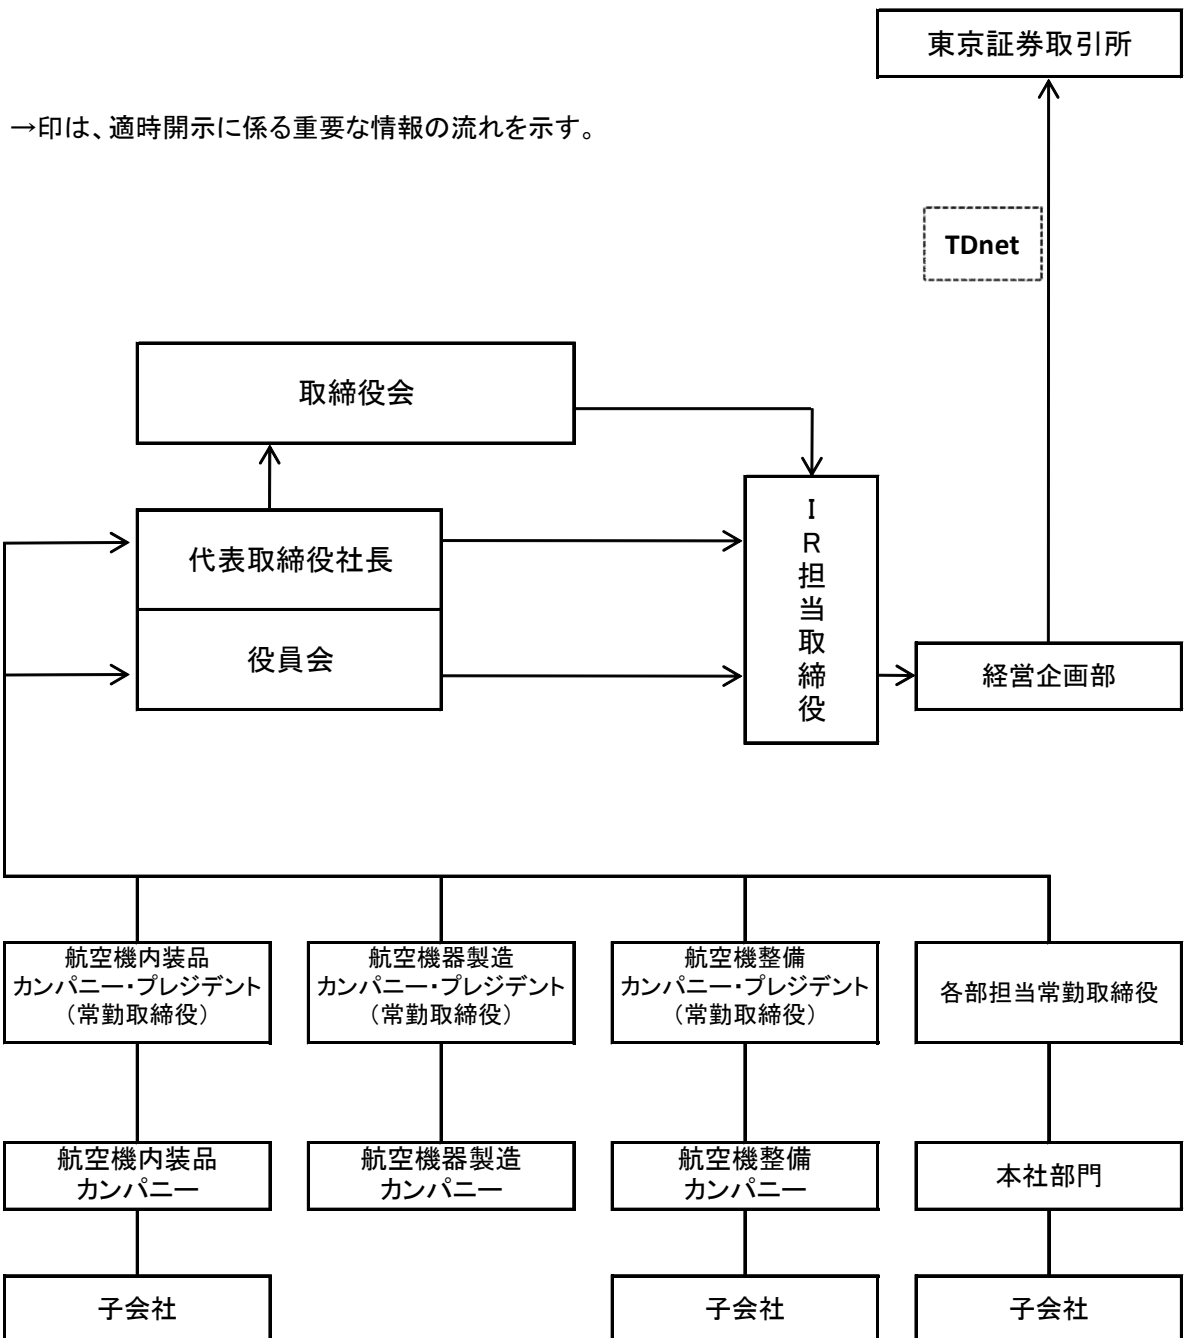 東京証券取引所
→印は、適時開示に係る重要な情報の流れを示す。
TDnet
取締役会
代表取締役社長
役員会
IR担当取締役
経営企画部
航空機内装品
カンパニー・プレジデント
（常勤取締役）
航空機器製造
カンパニー・プレジデント
（常勤取締役）
航空機整備
カンパニー・プレジデント
（常勤取締役）
各部担当常勤取締役
航空機内装品
カンパニー
航空機器製造
カンパニー
航空機整備
カンパニー
本社部門
子会社
子会社
子会社